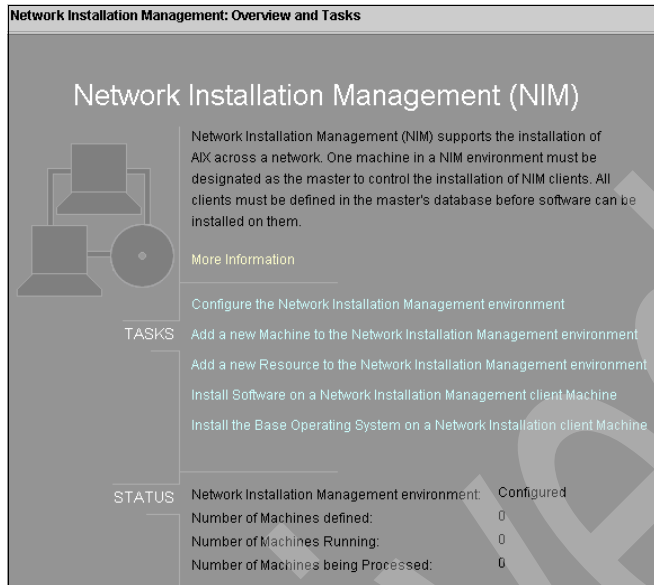 Network Installation Management: Overview and Tasks
Network Installation Management (NIM)
Network Installation Management (NIM) supports the installation of
AIX across a network. One machine in a NIM environment must be
designated as the master to control the installation of NIM clients. All
clients must be defined in the master's database before software can be
installed on them.
More Information
Configure the Network Installation Management environment
TASKS Add a new Machine to the Network Installation Management environment
Add a new Resource to the Network Installation Management environment
Install Software on a Network Installation Management client Machine
Install the Base Operating System on a Network Installation client Machine
STATUS Network Installation Management environment: Configured
Number of Machines defined: 0
Number of Machines Running: 0
Number of Machines being Processed: 0